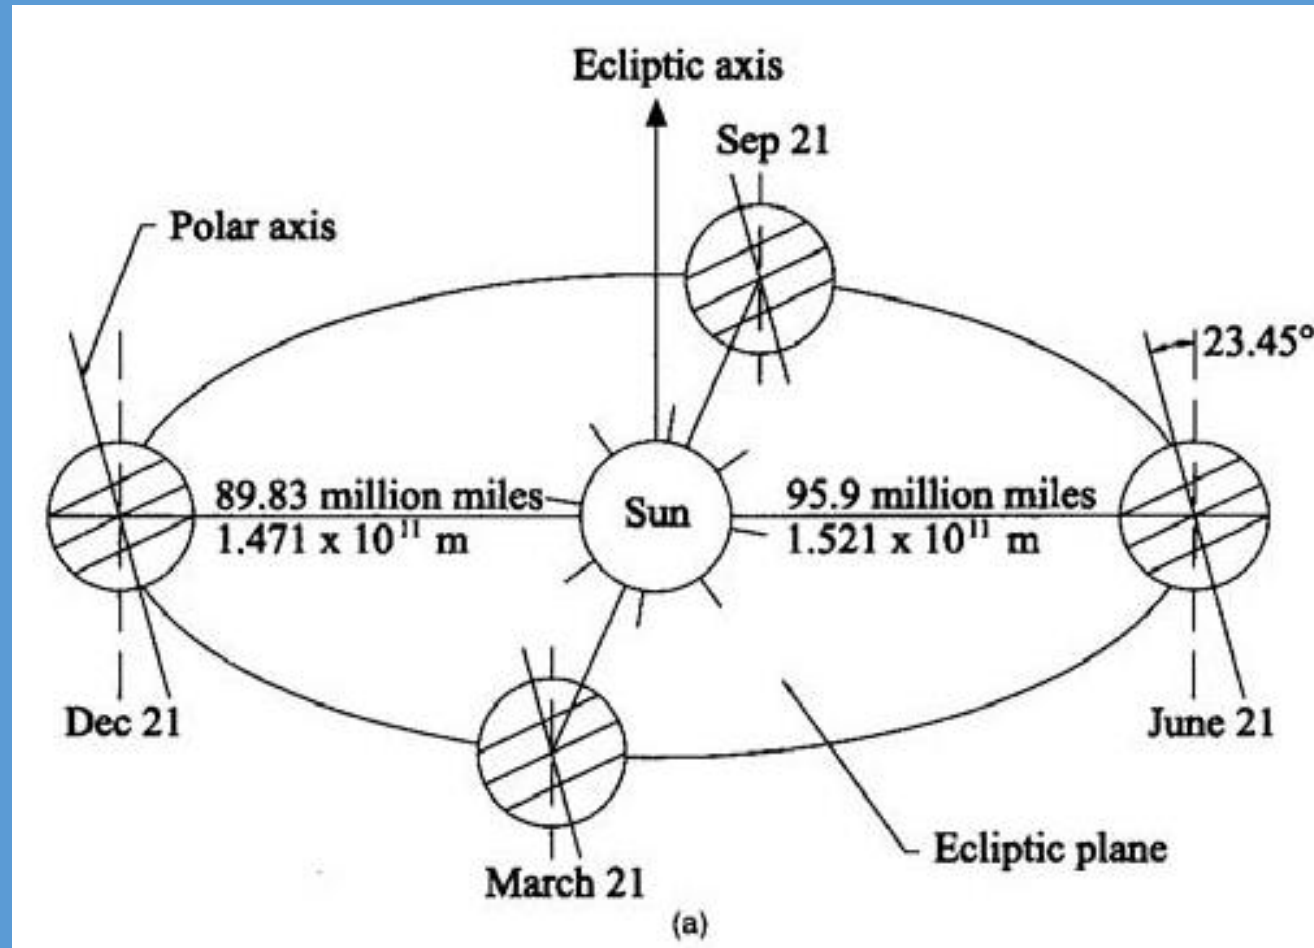 Ecliptic axis
Sep 21
Polar axis
23.45°
89.83 million miles
1.471 x 10¹¹ m
Sun
95.9 million miles
1.521 x 10¹¹ m
Dec 21
June 21
March 21
Ecliptic plane
(a)